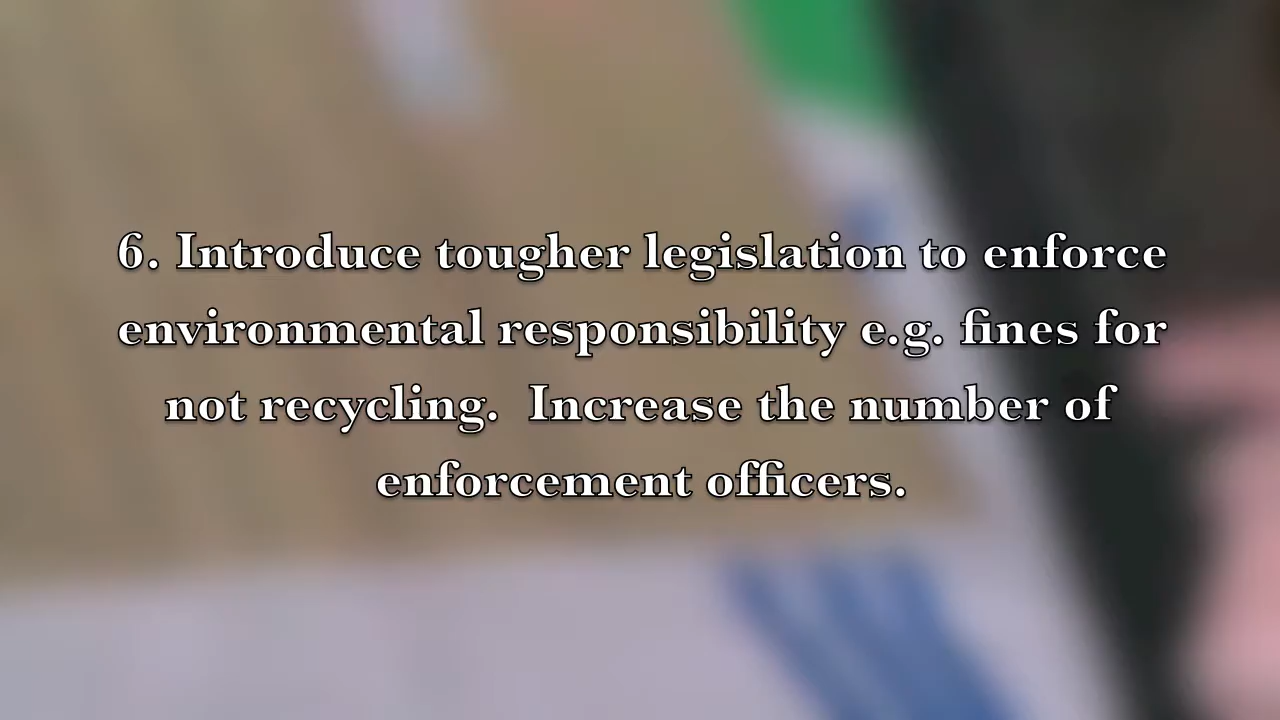 6. Introduce tougher legislation to enforce
environmental responsibility e.g. fines for
not recycling.  Increase the number of
enforcement officers.